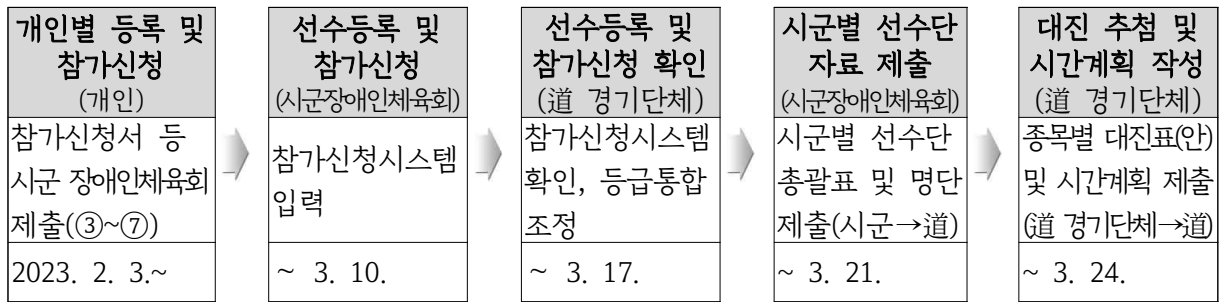 개인별 등록 및
참가신청
(개인)
참가신청서 등
시군 장애인체육회
제출(③~⑦)
2023. 2. 3.~
선수등록 및
참가신청
(시군장애인체육회)
참가신청시스템
입력
~ 3. 10.
선수등록 및
참가신청 확인
(道 경기단체)
참가신청시스템
확인, 등급통합
조정
~ 3. 17.
시군별 선수단
자료 제출
(시군장애인체육회)
시군별 선수단
총괄표 및 명단
제출(시군→道)
~ 3. 21.
대진 추첨 및
시간계획 작성
(道 경기단체)
종목별 대진표(안)
및 시간계획 제출
(道 경기단체→道)
~ 3. 24.